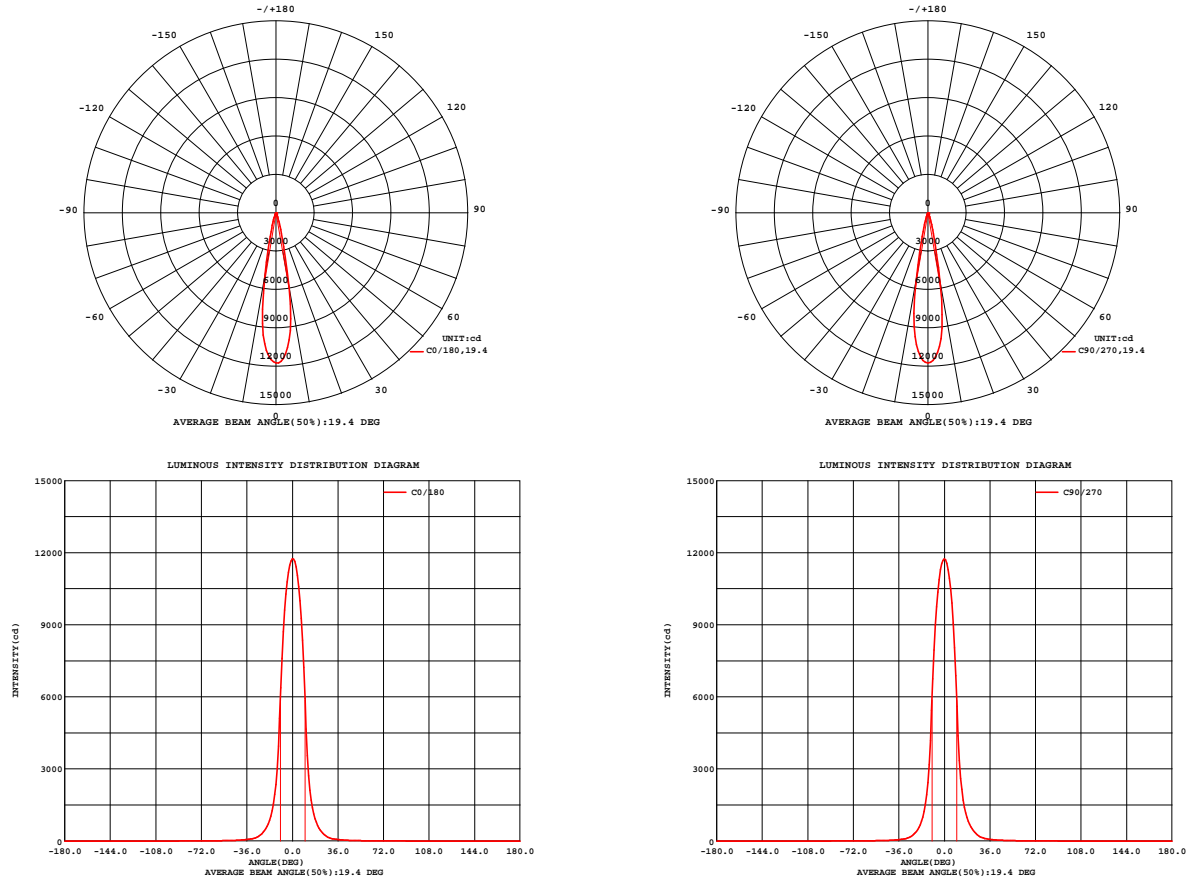 -/+180
-150 150
-120 120
-90 90
0
3000
6000
-60 60
9000
UNIT:cd
C0/180,19.4
12000
-30 30
15000
0
AVERAGE BEAM ANGLE(50%):19.4 DEG
-/+180
-150 150
-120 120
-90 90
0
3000
6000
-60 60
9000
UNIT:cd
C90/270,19.4
12000
-30 30
15000
0
AVERAGE BEAM ANGLE(50%):19.4 DEG
LUMINOUS INTENSITY DISTRIBUTION DIAGRAM
15000
C0/180
12000
9000
INTENSITY(cd)
6000
3000
0
-180.0 -144.0 -108.0 -72.0 -36.0 0.0 36.0 72.0 108.0 144.0 180.0
ANGLE(DEG)
AVERAGE BEAM ANGLE(50%):19.4 DEG
LUMINOUS INTENSITY DISTRIBUTION DIAGRAM
15000
C90/270
12000
9000
INTENSITY(cd)
6000
3000
0
-180.0 -144.0 -108.0 -72.0 -36.0 0.0 36.0 72.0 108.0 144.0 180.0
ANGLE(DEG)
AVERAGE BEAM ANGLE(50%):19.4 DEG